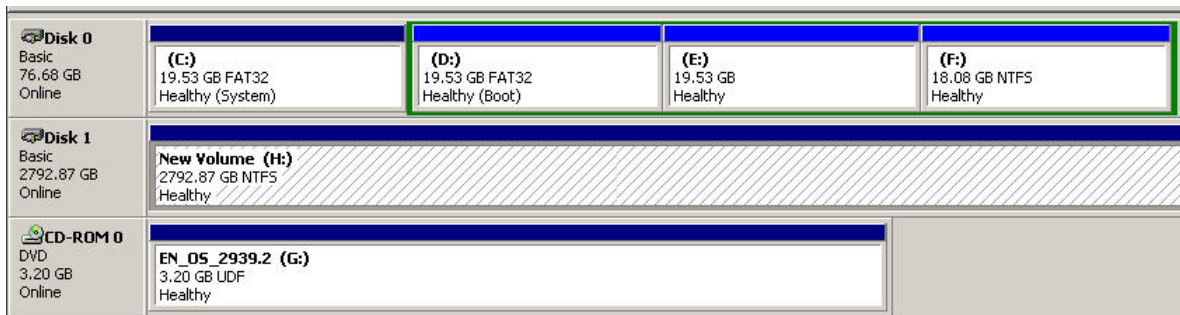 Disk 0
Basic
76.68 GB
Online
(C:)
19.53 GB FAT32
Healthy (System)
(D:)
19.53 GB FAT32
Healthy (Boot)
(E:)
19.53 GB
Healthy
(F:)
18.08 GB NTFS
Healthy
Disk 1
Basic
2792.87 GB
Online
New Volume (H:)
2792.87 GB NTFS
Healthy
CD-ROM 0
DVD
3.20 GB
Online
EN_OS_2939.2 (G:)
3.20 GB UDF
Healthy